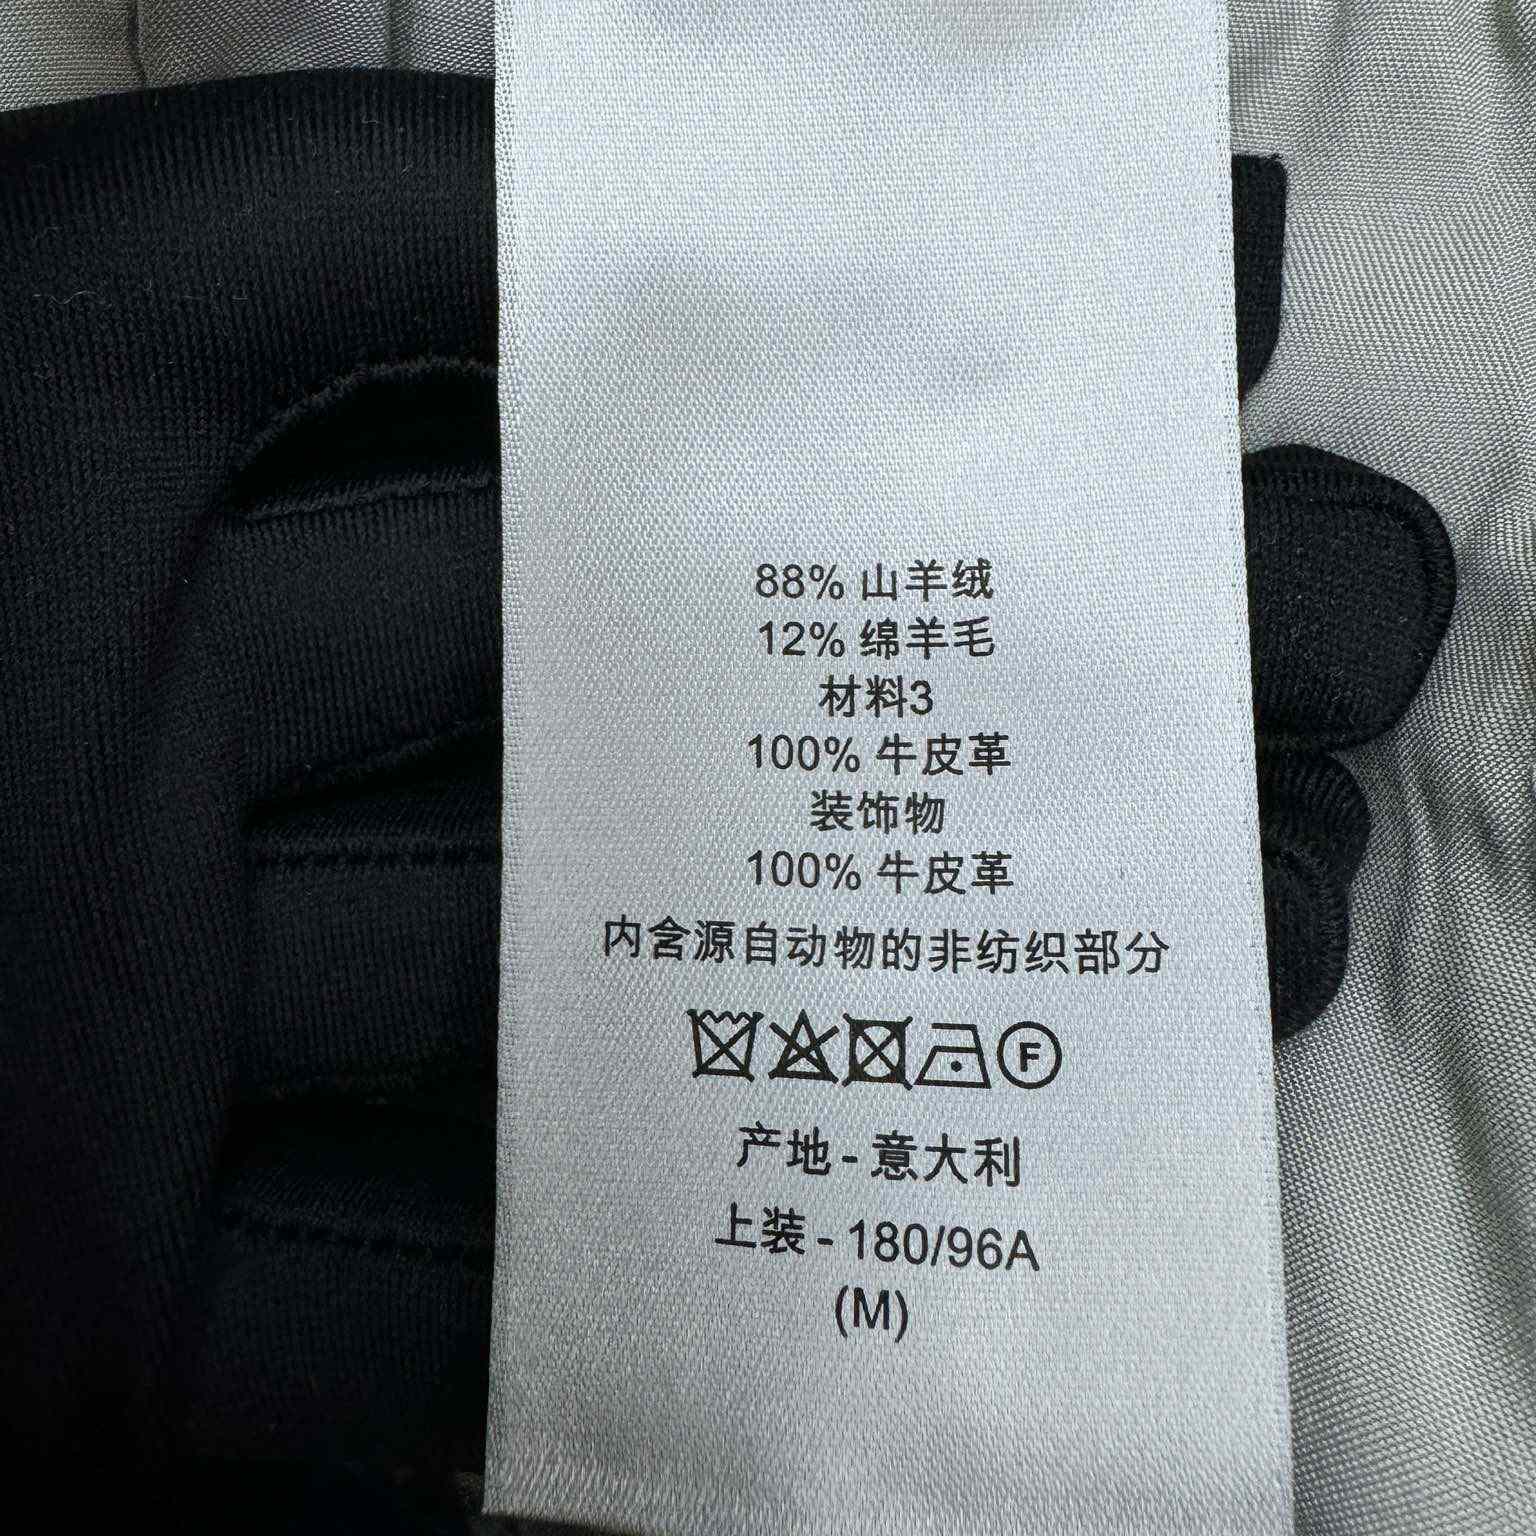 88% 山羊绒
12% 绵羊毛
材料3
100% 牛皮革
装饰物
100% 牛皮革
内含源自动物的非纺织部分
F
产地 - 意大利
上装 - 180/96A
(M)